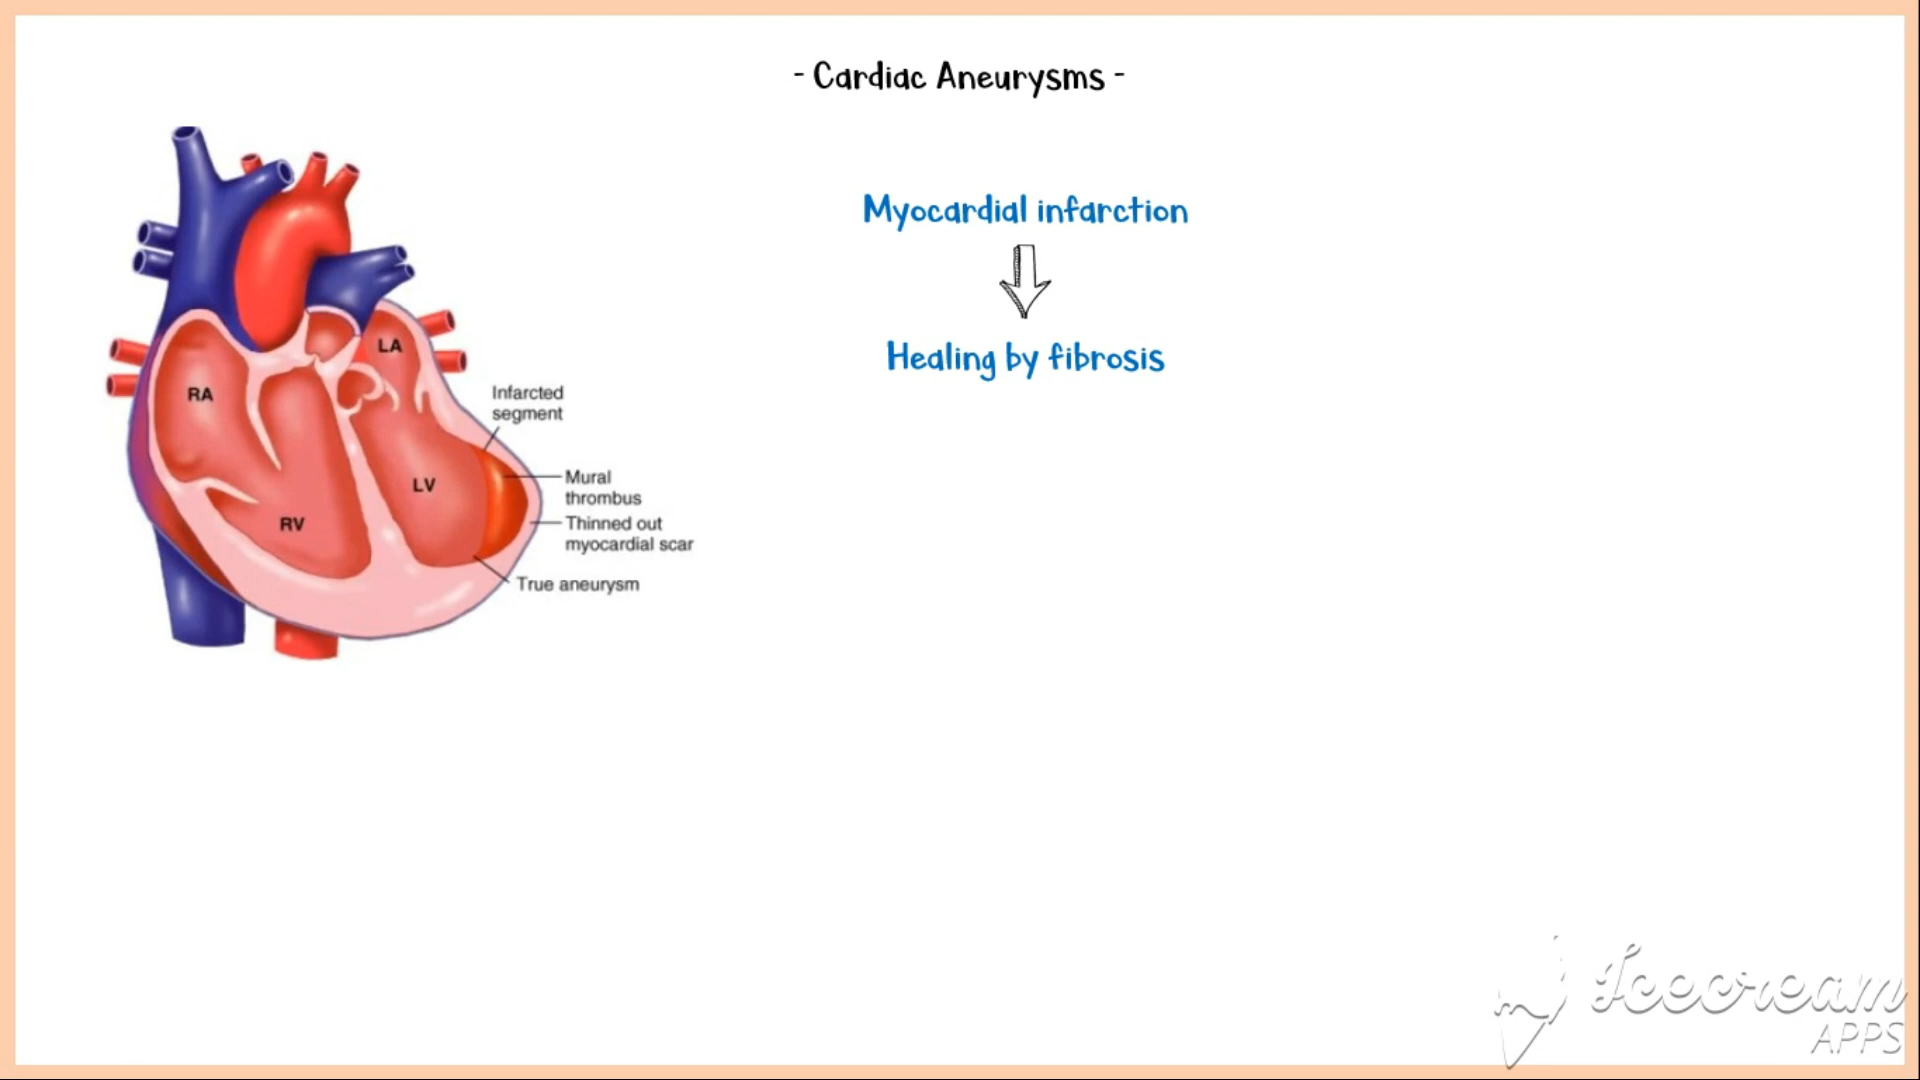 - Cardiac Aneurysms -
Myocardial infarction
Healing by fibrosis
LA
RA
Infarcted
segment
Mural
thrombus
LV
Thinned out
myocardial scar
RV
True aneurysm
Icecream
APPS